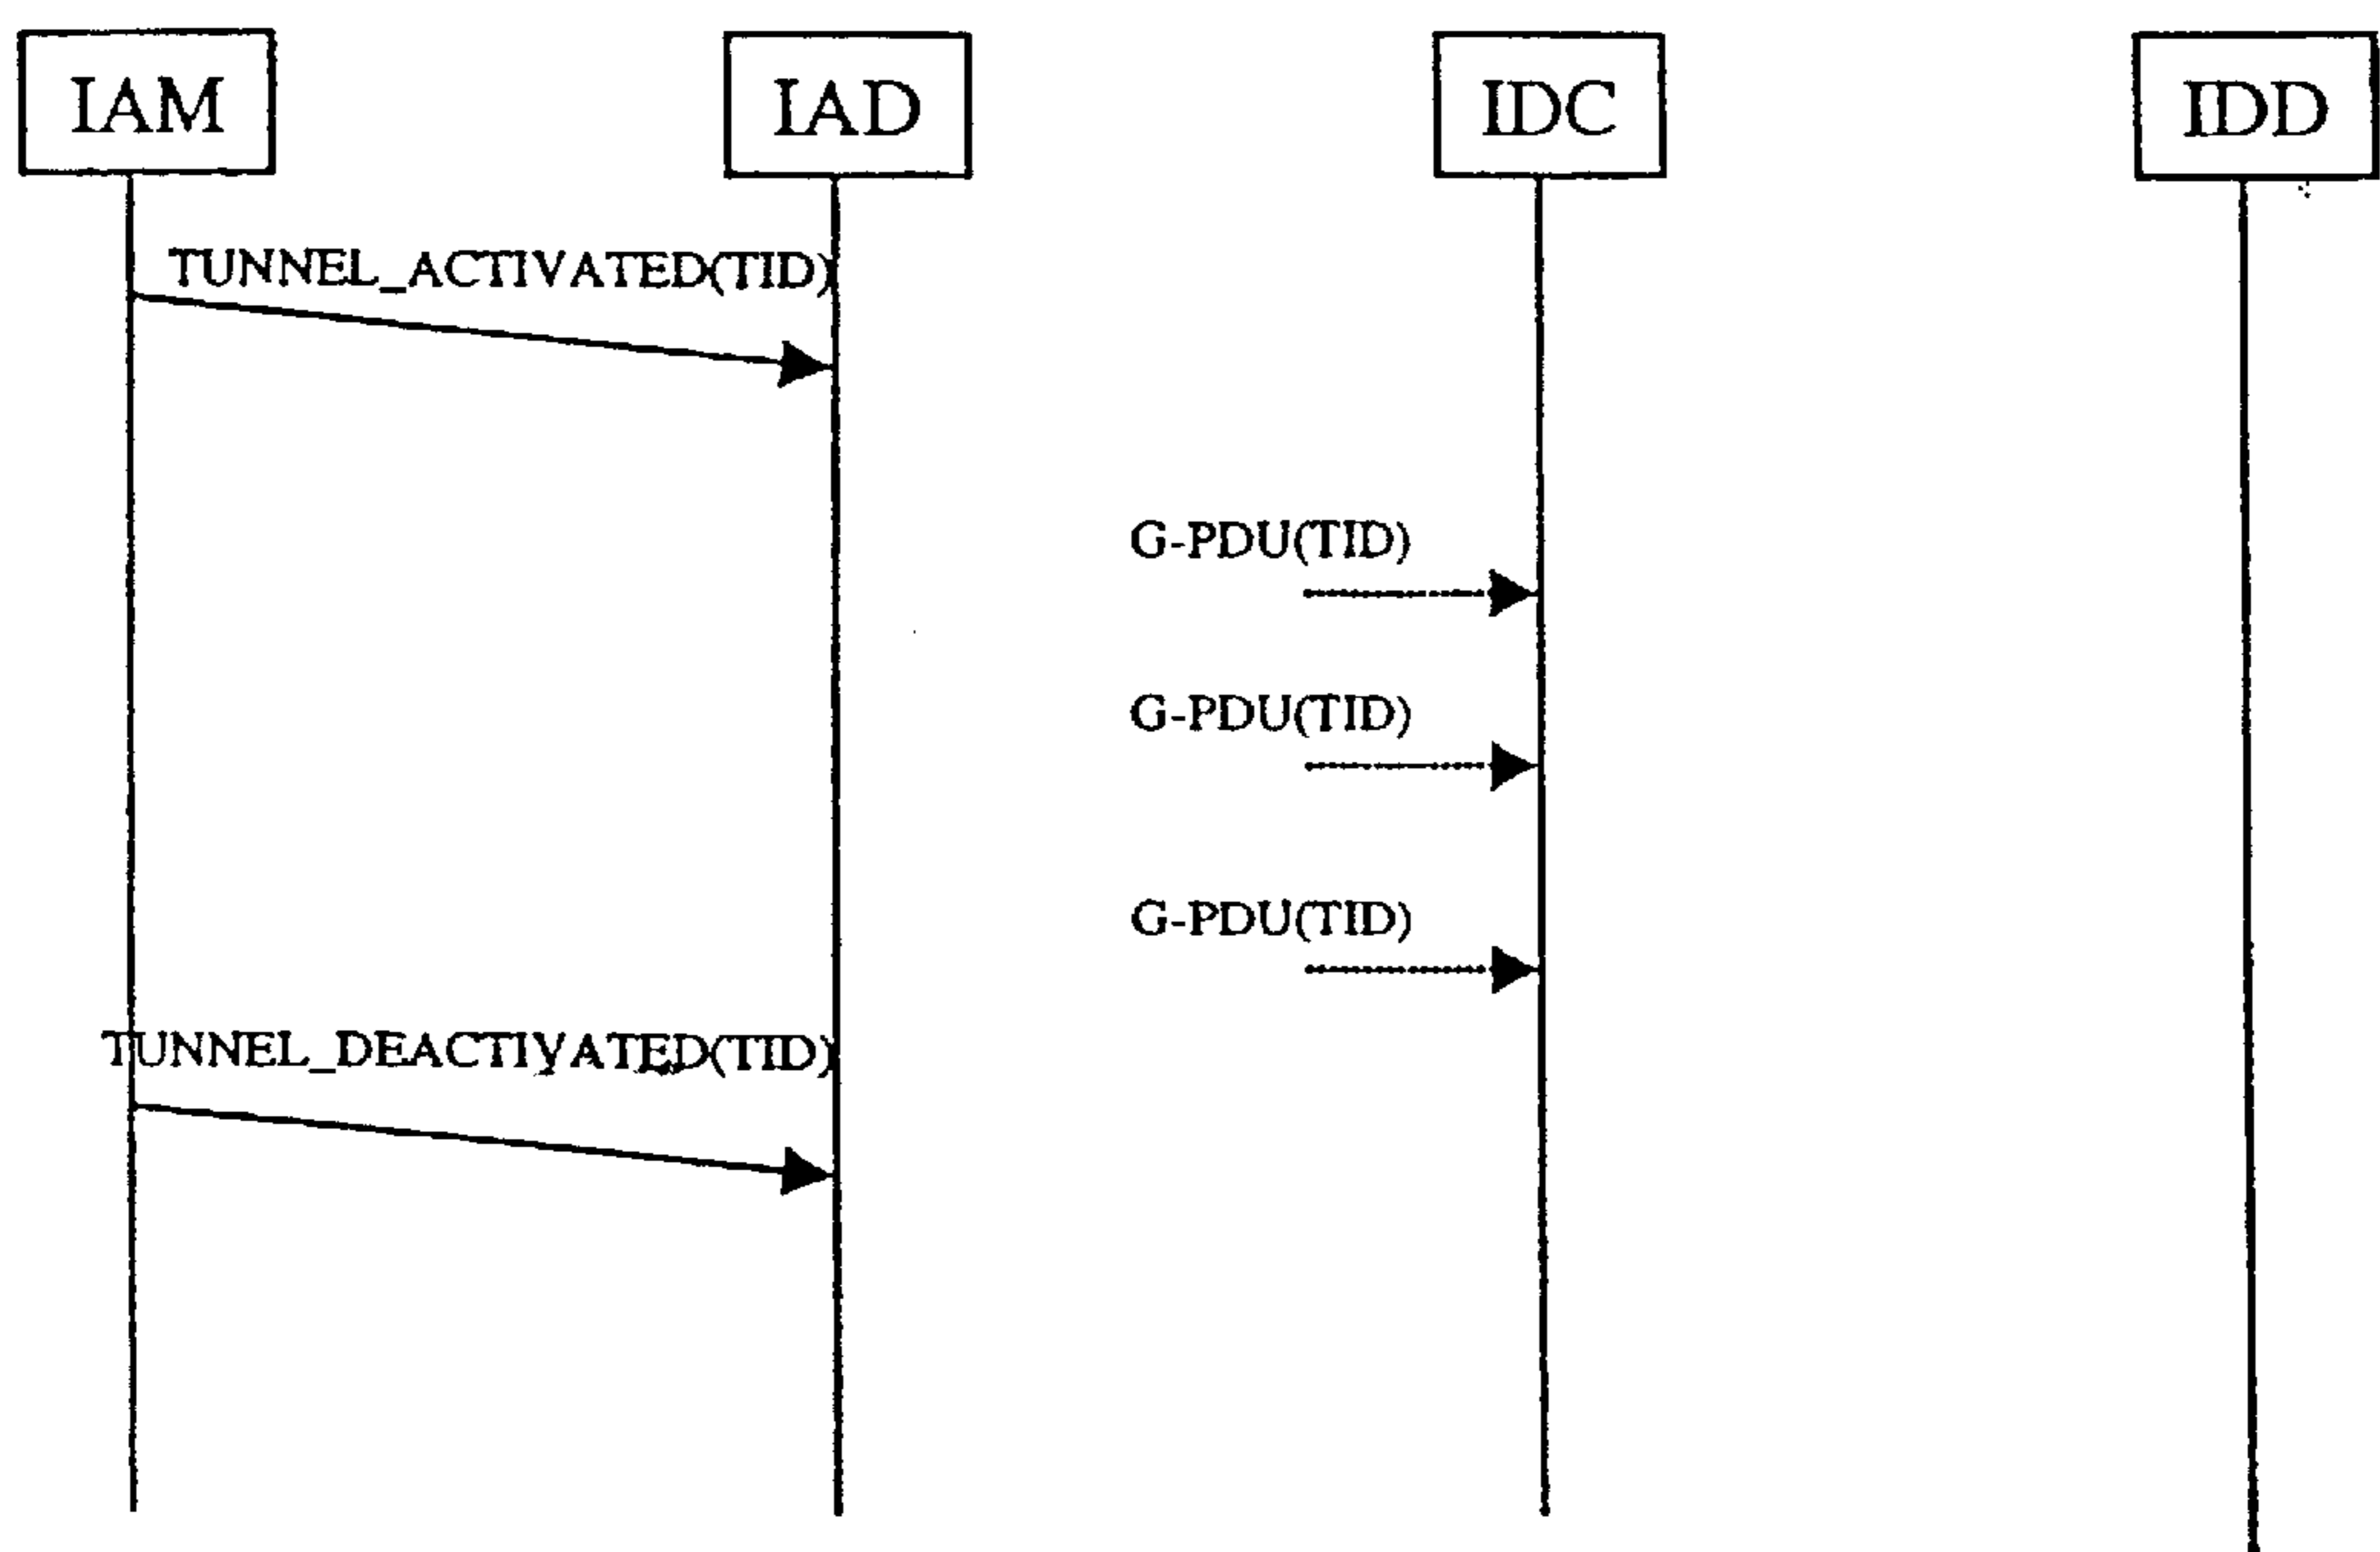 IAM
IAD
IDC
IDD
TUNNEL_ACTIVATED(TID)
G-PDU(TID)
G-PDU(TID)
G-PDU(TID)
TUNNEL_DEACTIVATED(TID)